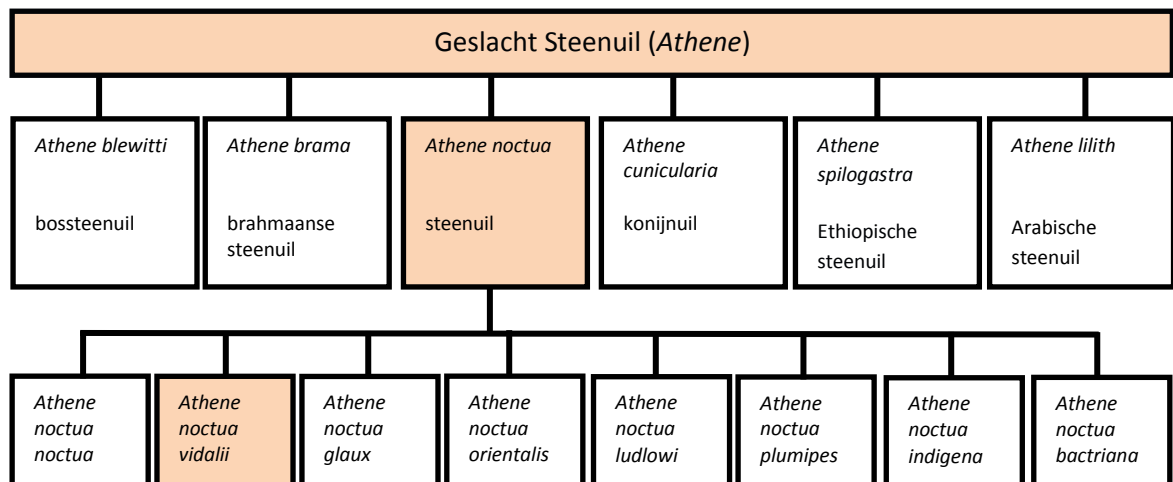 Geslacht Steenuil (Athene)
Athene blewitti
bossteenuil
Athene brama
brahmaanse
steenuil
Athene noctua
steenuil
Athene
cunicularia
konijnuil
Athene
spilogastra
Ethiopische
steenuil
Athene lilith
Arabische
steenuil
Athene
noctua
noctua
Athene
noctua
vidalii
Athene
noctua
glaux
Athene
noctua
orientalis
Athene
noctua
ludlowi
Athene
noctua
plumipes
Athene
noctua
indigena
Athene
noctua
bactriana